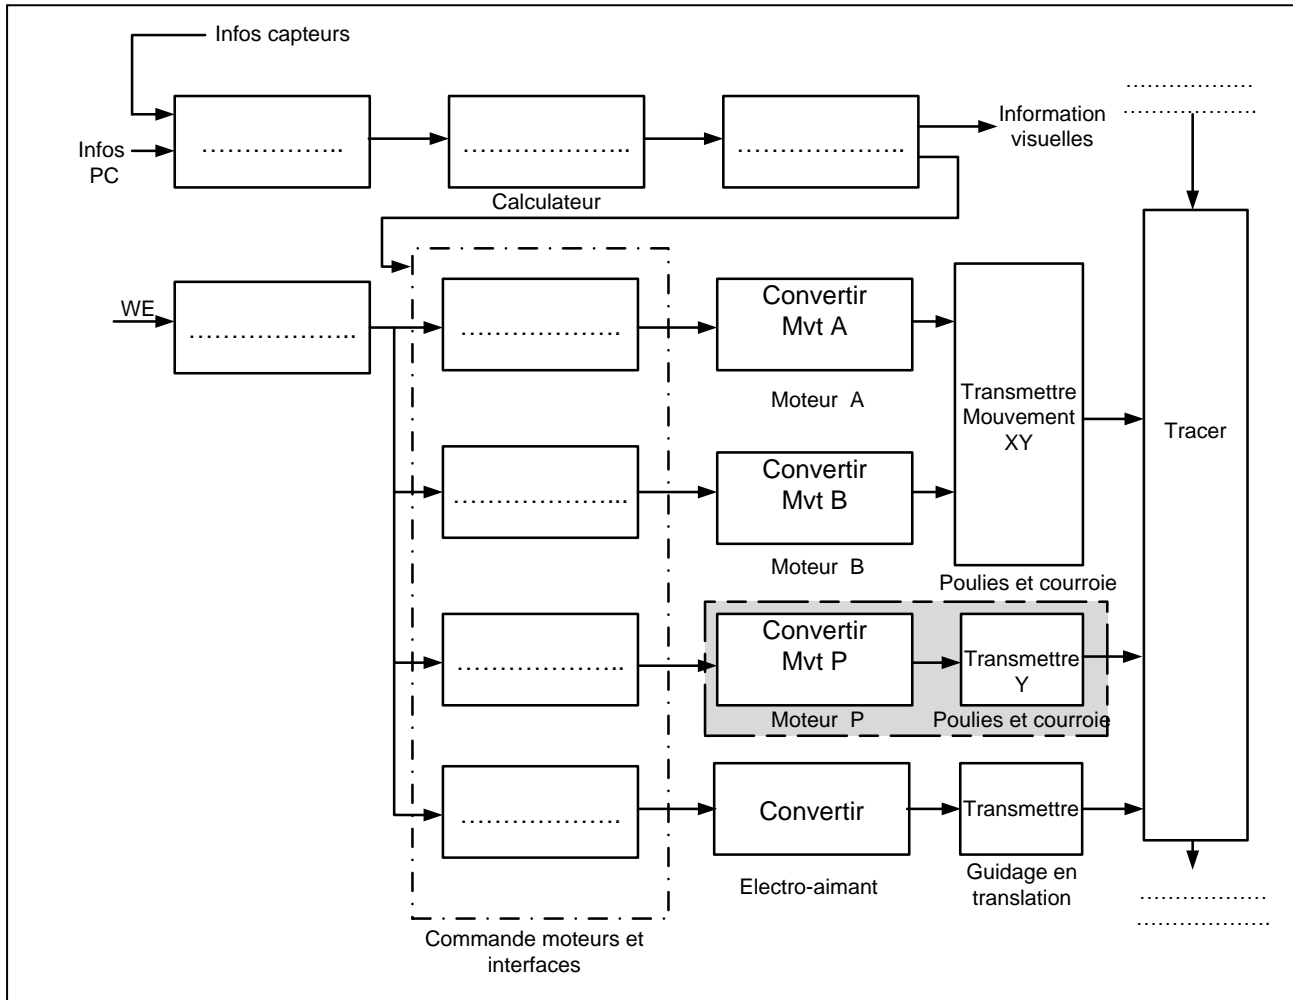 Infos capteurs
Infos
PC
……………..
………………..
………………..
Information
visuelles
……………….
……………….
Calculateur
WE
………………..
……………….
Convertir
Mvt A
Moteur A
Transmettre
Mouvement
XY
Tracer
………………...
Convertir
Mvt B
Moteur B
Poulies et courroie
………………..
Convertir
Mvt P
Transmettre
Y
Moteur P
Poulies et courroie
……………….
Convertir
Transmettre
Electro-aimant
Guidage en
translation
……………….
……………….
Commande moteurs et
interfaces